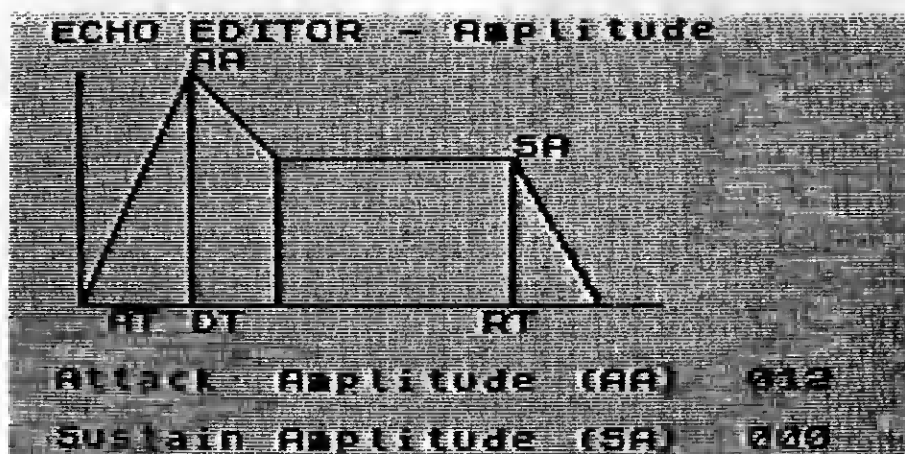 ECHO EDITOR - Amplitude
AA
SA
AT DT RT
Attack Amplitude (AA) 012
Sustain Amplitude (SA) 000